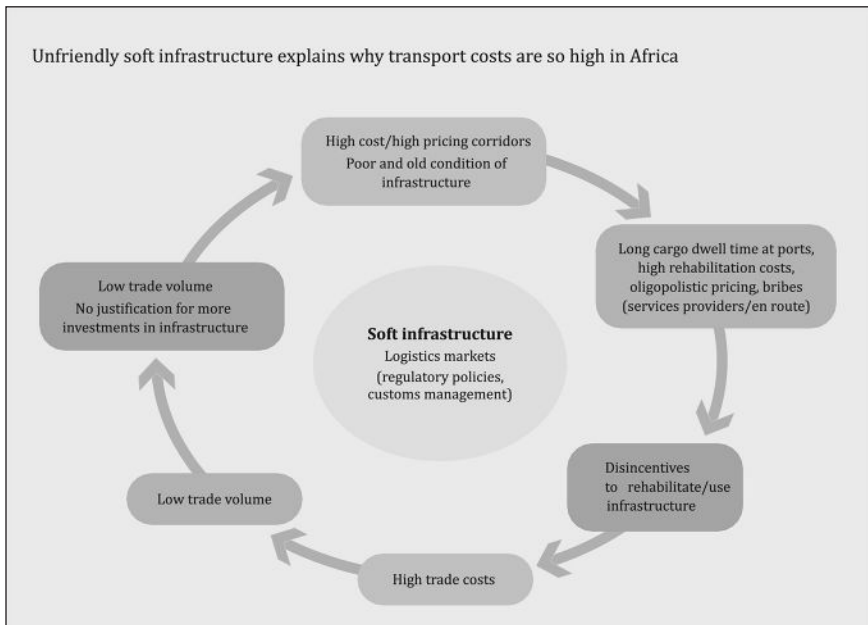 Unfriendly soft infrastructure explains why transport costs are so high in Africa
High cost/high pricing corridors
Poor and old condition of
infrastructure
Long cargo dwell time at ports,
high rehabilitation costs,
oligopolistic pricing, bribes
(services providers/en route)
Low trade volume
No justification for more
investments in infrastructure
Soft infrastructure
Logistics markets
(regulatory policies,
customs management)
Disincentives
to rehabilitate/use
infrastructure
Low trade volume
High trade costs